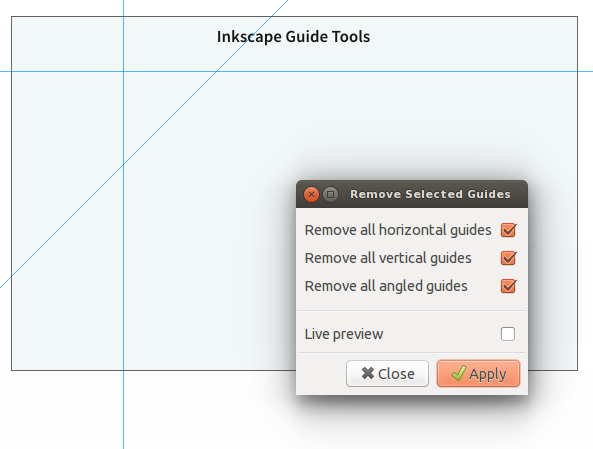 Inkscape Guide Tools
Remove Selected Guides
Remove all horizontal guides
Remove all vertical guides
Remove all angled guides
Live preview
Close Apply